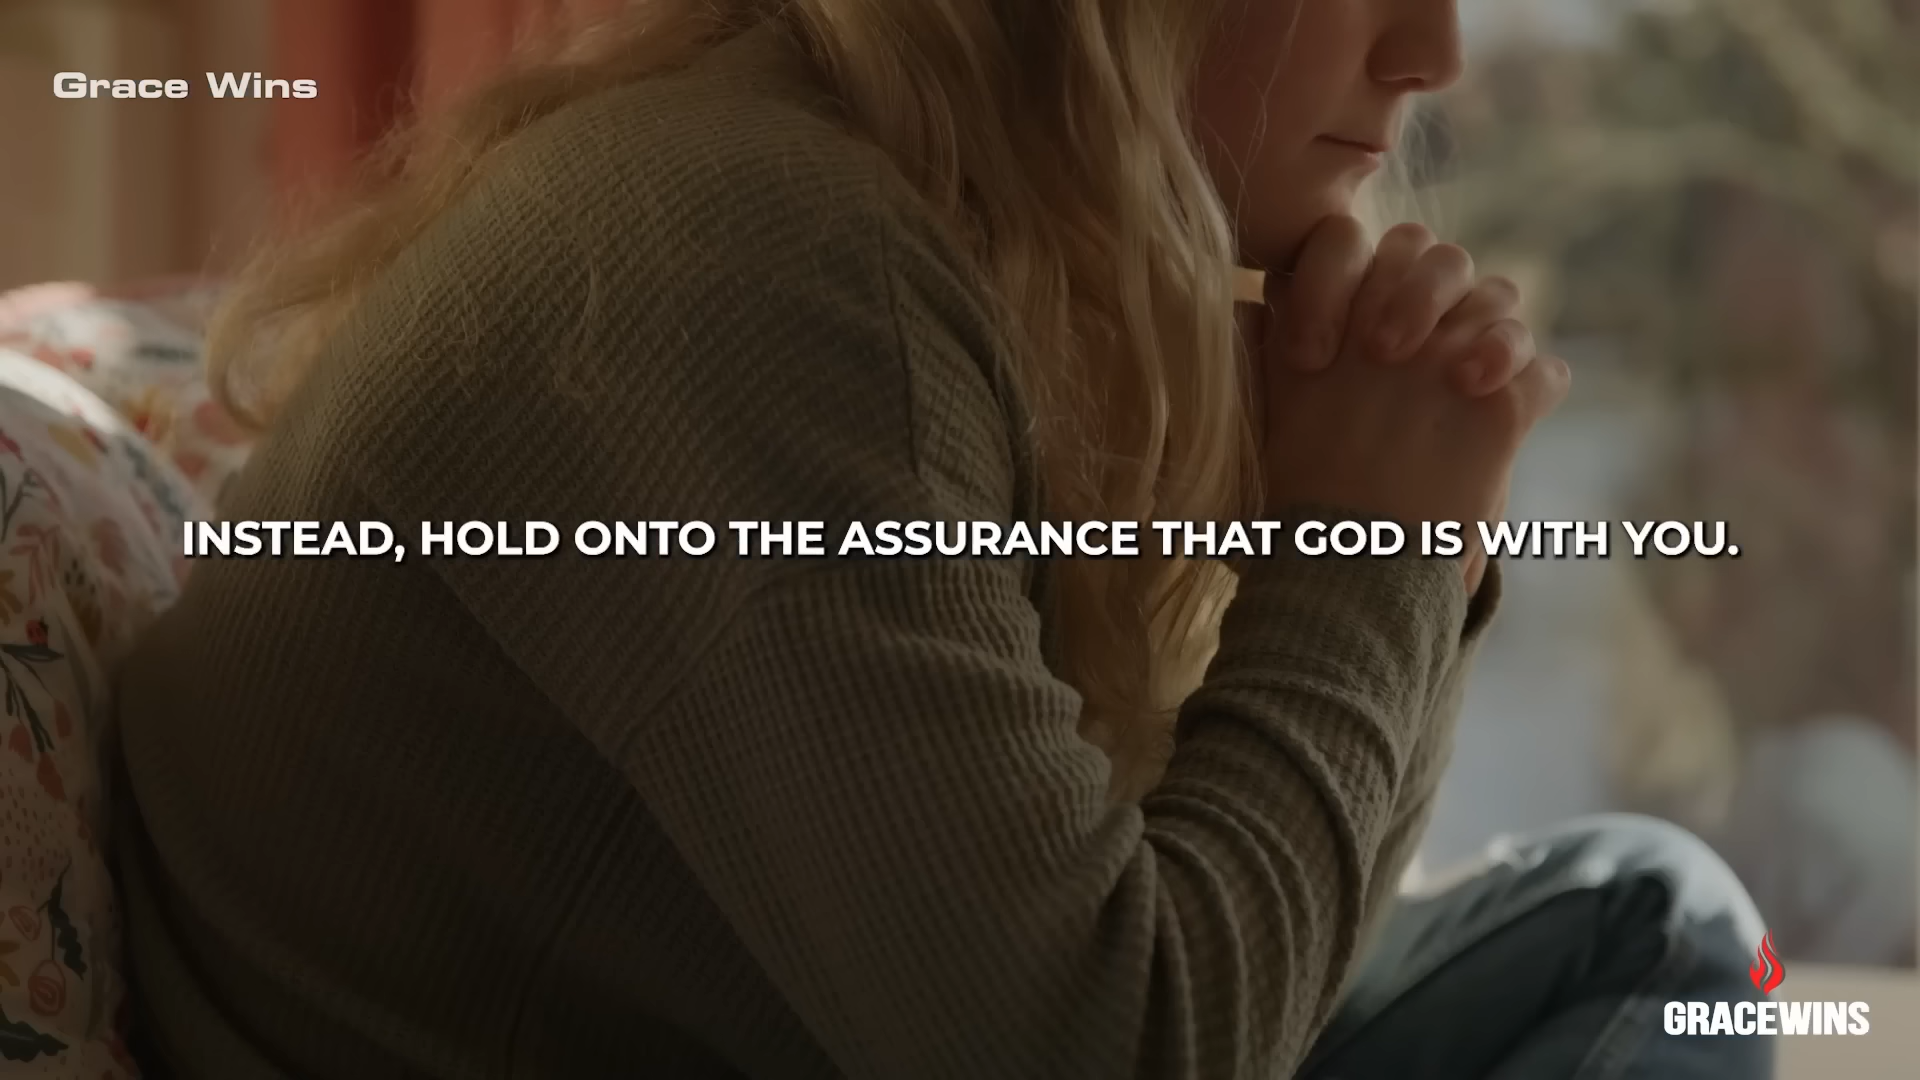 Grace Wins
INSTEAD, HOLD ONTO THE ASSURANCE THAT GOD IS WITH YOU.
GRACEWINS